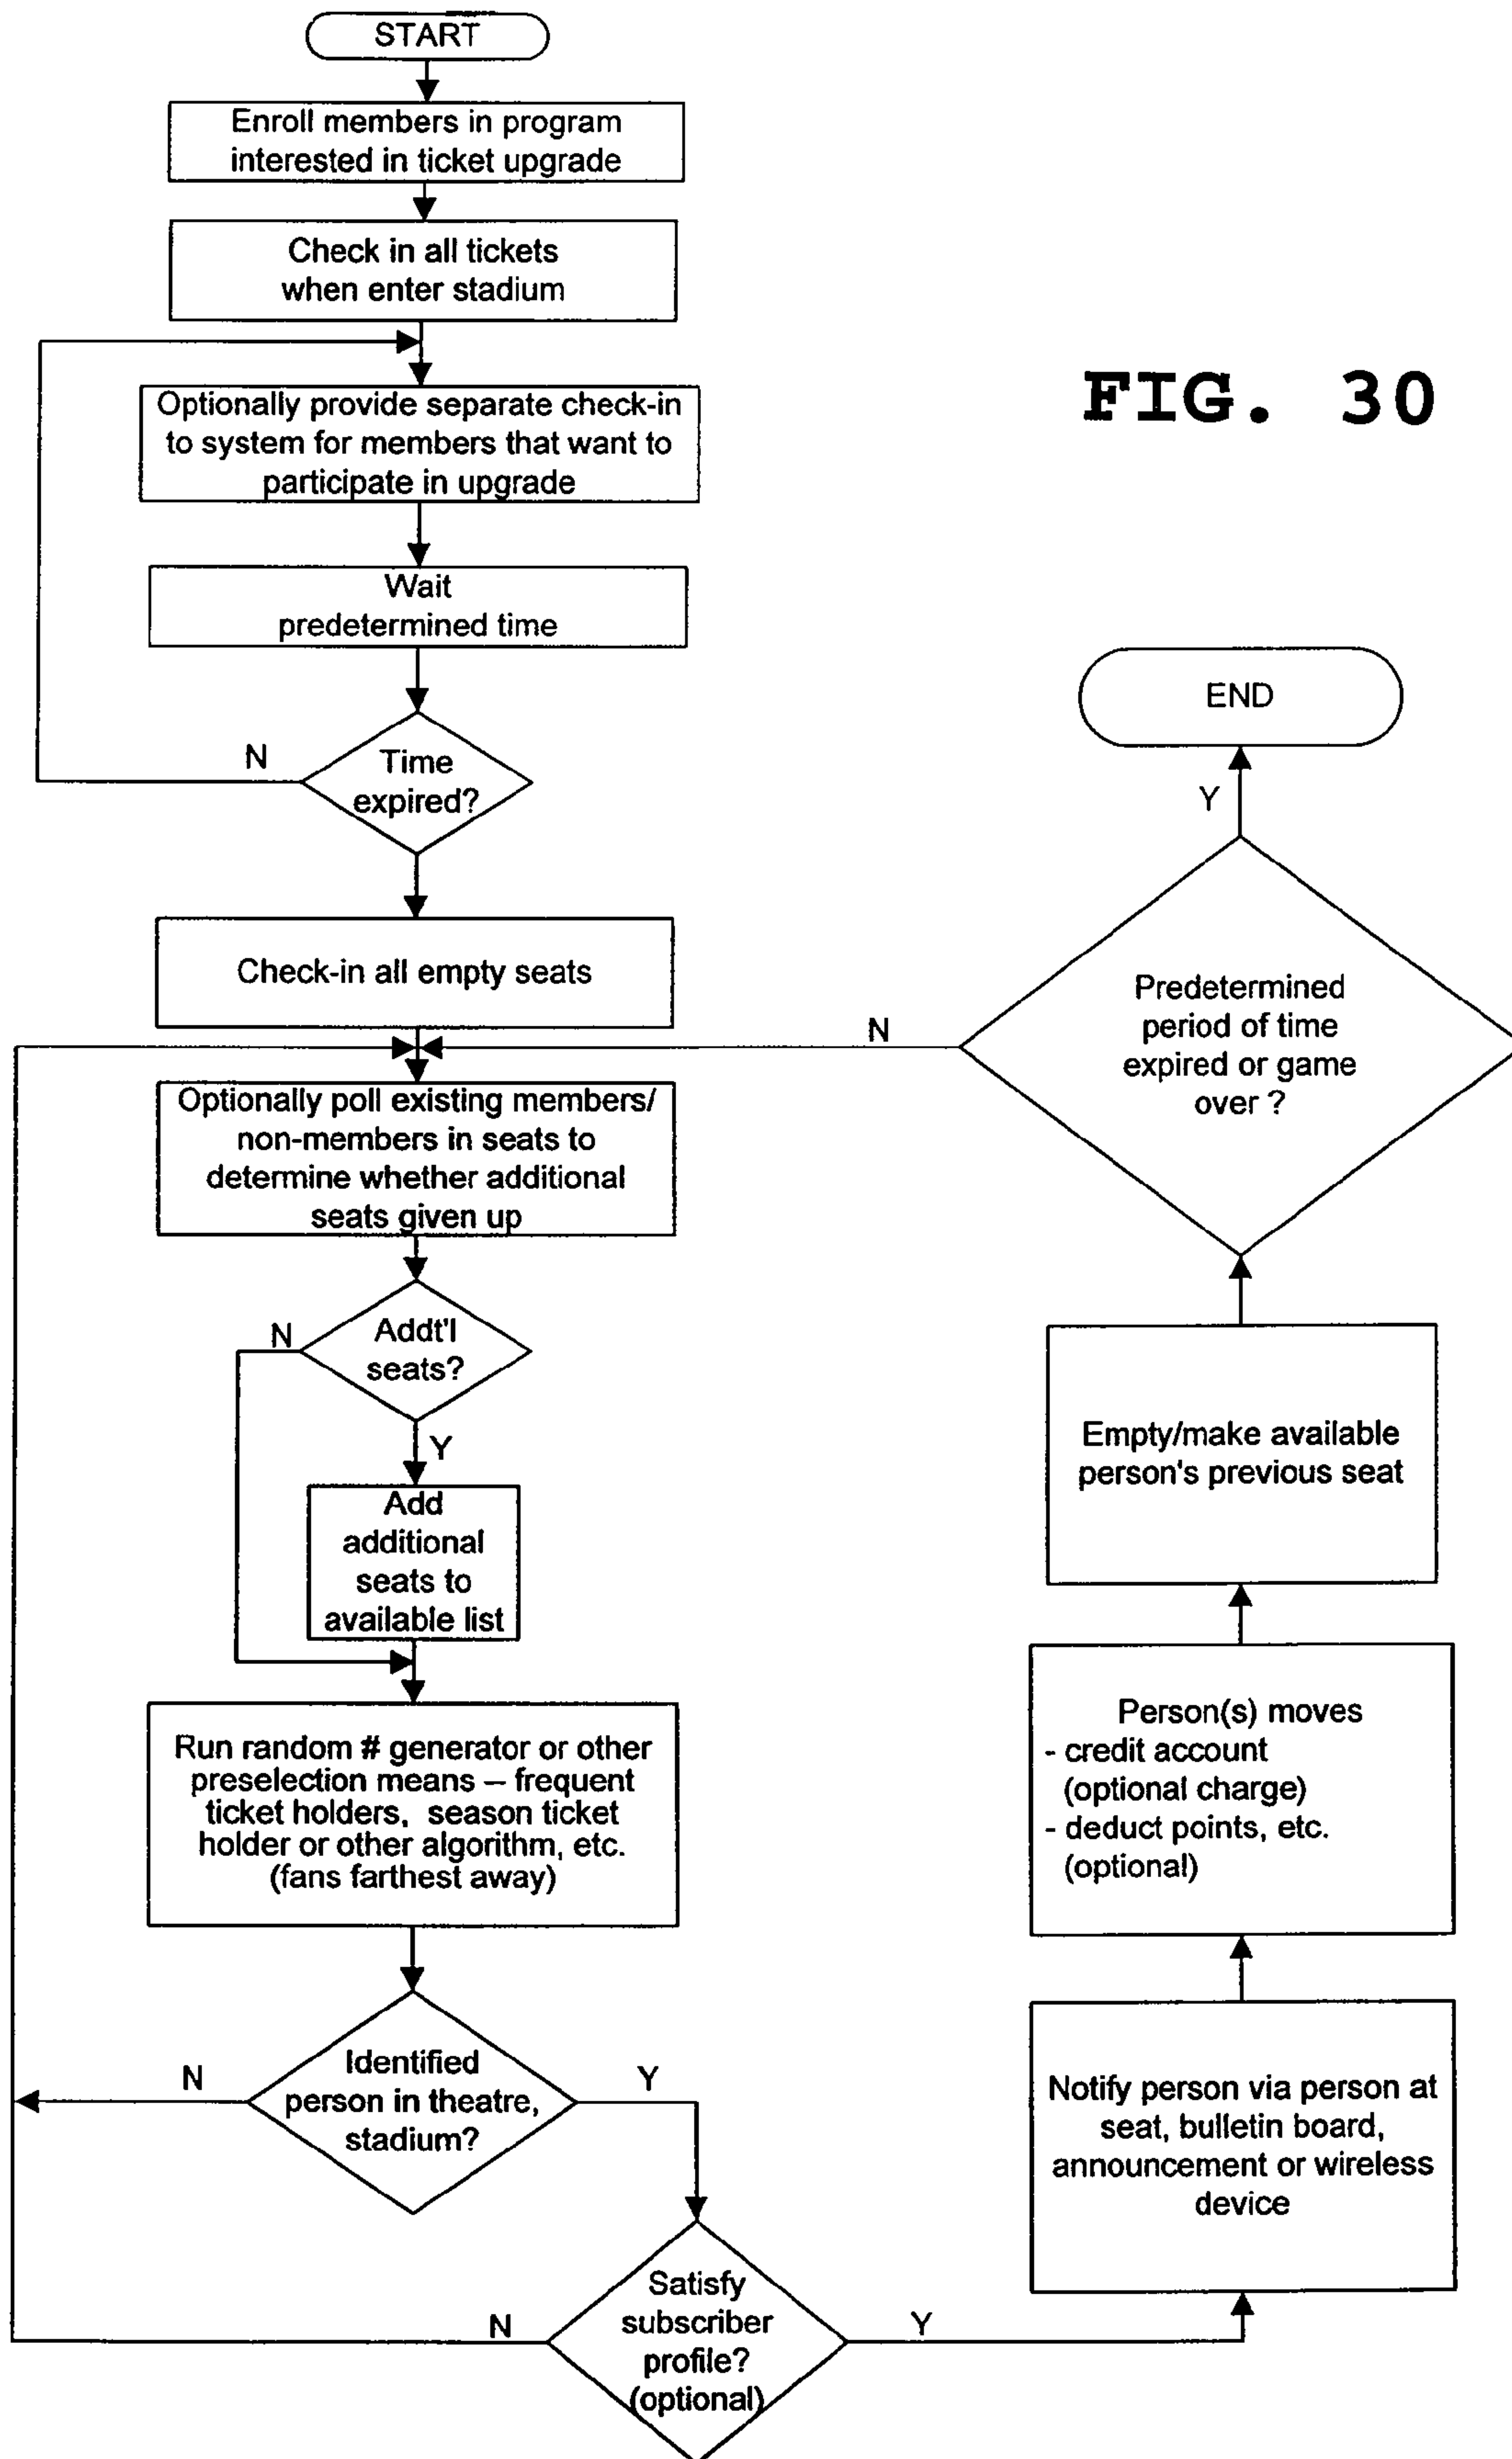 START
Enroll members in program
interested in ticket upgrade
Check in all tickets
when enter stadium
FIG. 30
Optionally provide separate check-in
to system for members that want to
participate in upgrade
Wait
predetermined time
N
Time
expired?
Check-in all empty seats
Optionally poll existing members/
non-members in seats to
determine whether additional
seats given up
N
Addt'l
seats?
Y
Add
additional
seats to
available list
Run random # generator or other
preselection means – frequent
ticket holders, season ticket
holder or other algorithm, etc.
(fans farthest away)
N
Identified
person in theatre,
stadium?
Y
N
Satisfy
subscriber
profile?
(optional)
Y
Notify person via person at
seat, bulletin board,
announcement or wireless
device
Person(s) moves
- credit account
(optional charge)
- deduct points, etc.
(optional)
Empty/make available
person's previous seat
Predetermined
period of time
expired or game
over ?
N
Y
END